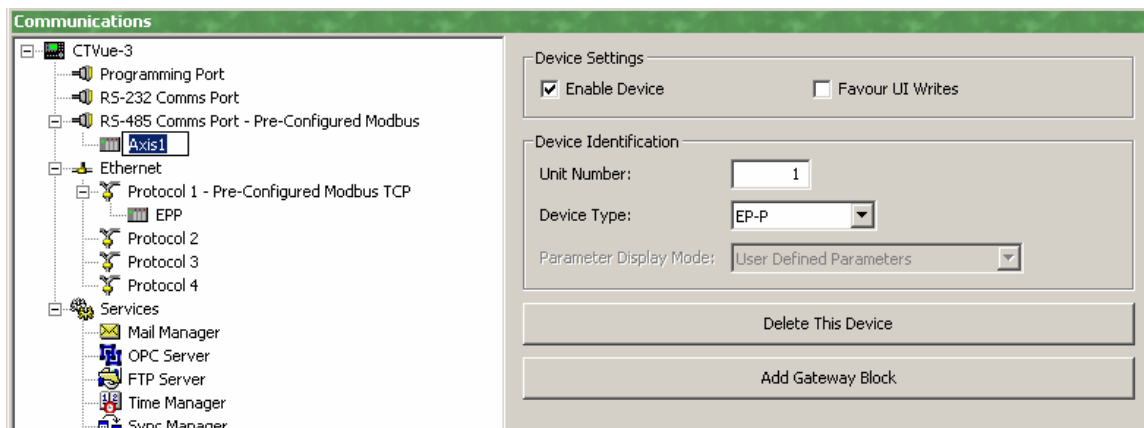 Communications
CTVue-3
Programming Port
RS-232 Comms Port
RS-485 Comms Port - Pre-Configured Modbus
Axis1
Ethernet
Protocol 1 - Pre-Configured Modbus TCP
EPP
Protocol 2
Protocol 3
Protocol 4
Services
Mail Manager
OPC Server
FTP Server
Time Manager
Sync Manager
Device Settings
Enable Device
Favour UI Writes
Device Identification
Unit Number: 1
Device Type: EP-P
Parameter Display Mode: User Defined Parameters
Delete This Device
Add Gateway Block